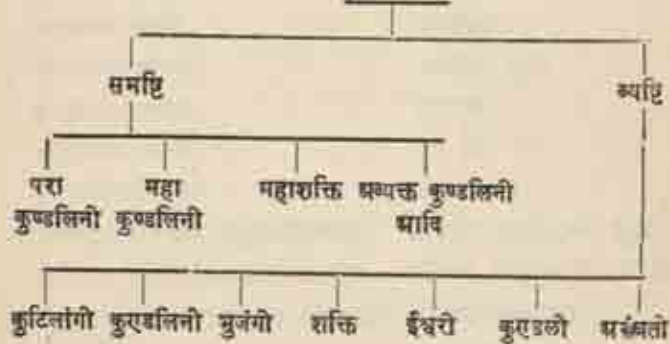 समष्टि व्यष्टि
परा महा महाशक्ति अव्यक्त कुण्डलिनी
कुण्डलिनी कुण्डलिनी आदि
कुटिलांगी कुण्डलिनी भुजंगी शक्ति ईश्वरी कुण्डली अरुंधती